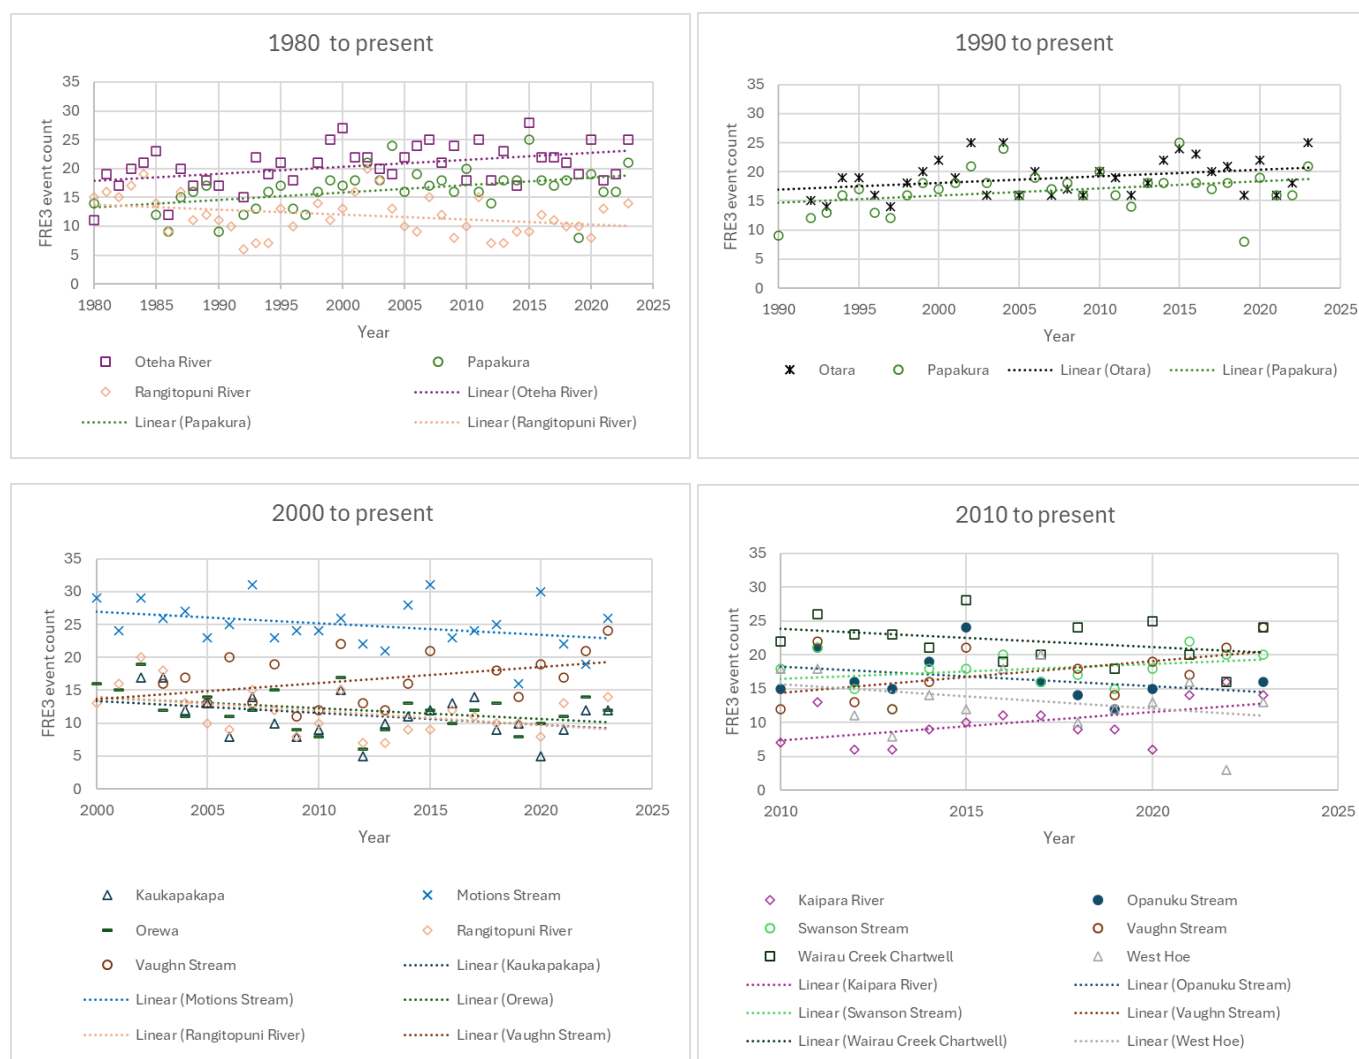 1980 to present
35
30
25
20
15
10
5
0
FRE3 event count
1980 1985 1990 1995 2000 2005 2010 2015 2020 2025
Year
Oteha River Papakura
Rangitopuni River Linear (Oteha River)
Linear (Papakura) Linear (Rangitopuni River)
1990 to present
35
30
25
20
15
10
5
0
FRE3 event count
1990 1995 2000 2005 2010 2015 2020 2025
Year
Otara Papakura Linear (Otara) Linear (Papakura)
2000 to present
35
30
25
20
15
10
5
0
FRE3 event count
2000 2005 2010 2015 2020 2025
Year
Kaukapakapa Motions Stream
Orewa Rangitopuni River
Vaughn Stream Linear (Kaukapakapa)
Linear (Motions Stream) Linear (Orewa)
Linear (Rangitopuni River) Linear (Vaughn Stream)
2010 to present
35
30
25
20
15
10
5
0
FRE3 event count
2010 2015 2020 2025
Year
Kaipara River Opanuku Stream
Swanson Stream Vaughn Stream
Wairau Creek Chartwell West Hoe
Linear (Kaipara River) Linear (Opanuku Stream)
Linear (Swanson Stream) Linear (Vaughn Stream)
Linear (Wairau Creek Chartwell) Linear (West Hoe)